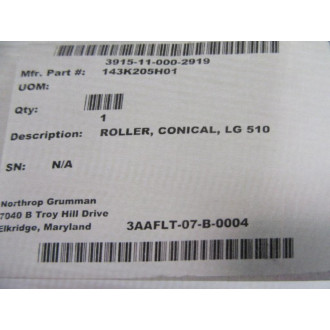 3915-11-000-2919
Mfr. Part #: 143K205H01
UOM:
Qty:
1
Description: ROLLER, CONICAL, LG 510
SN: N/A
Northrop Grumman
7040 B Troy Hill Drive
Elkridge, Maryland 3AAFLT-07-B-0004